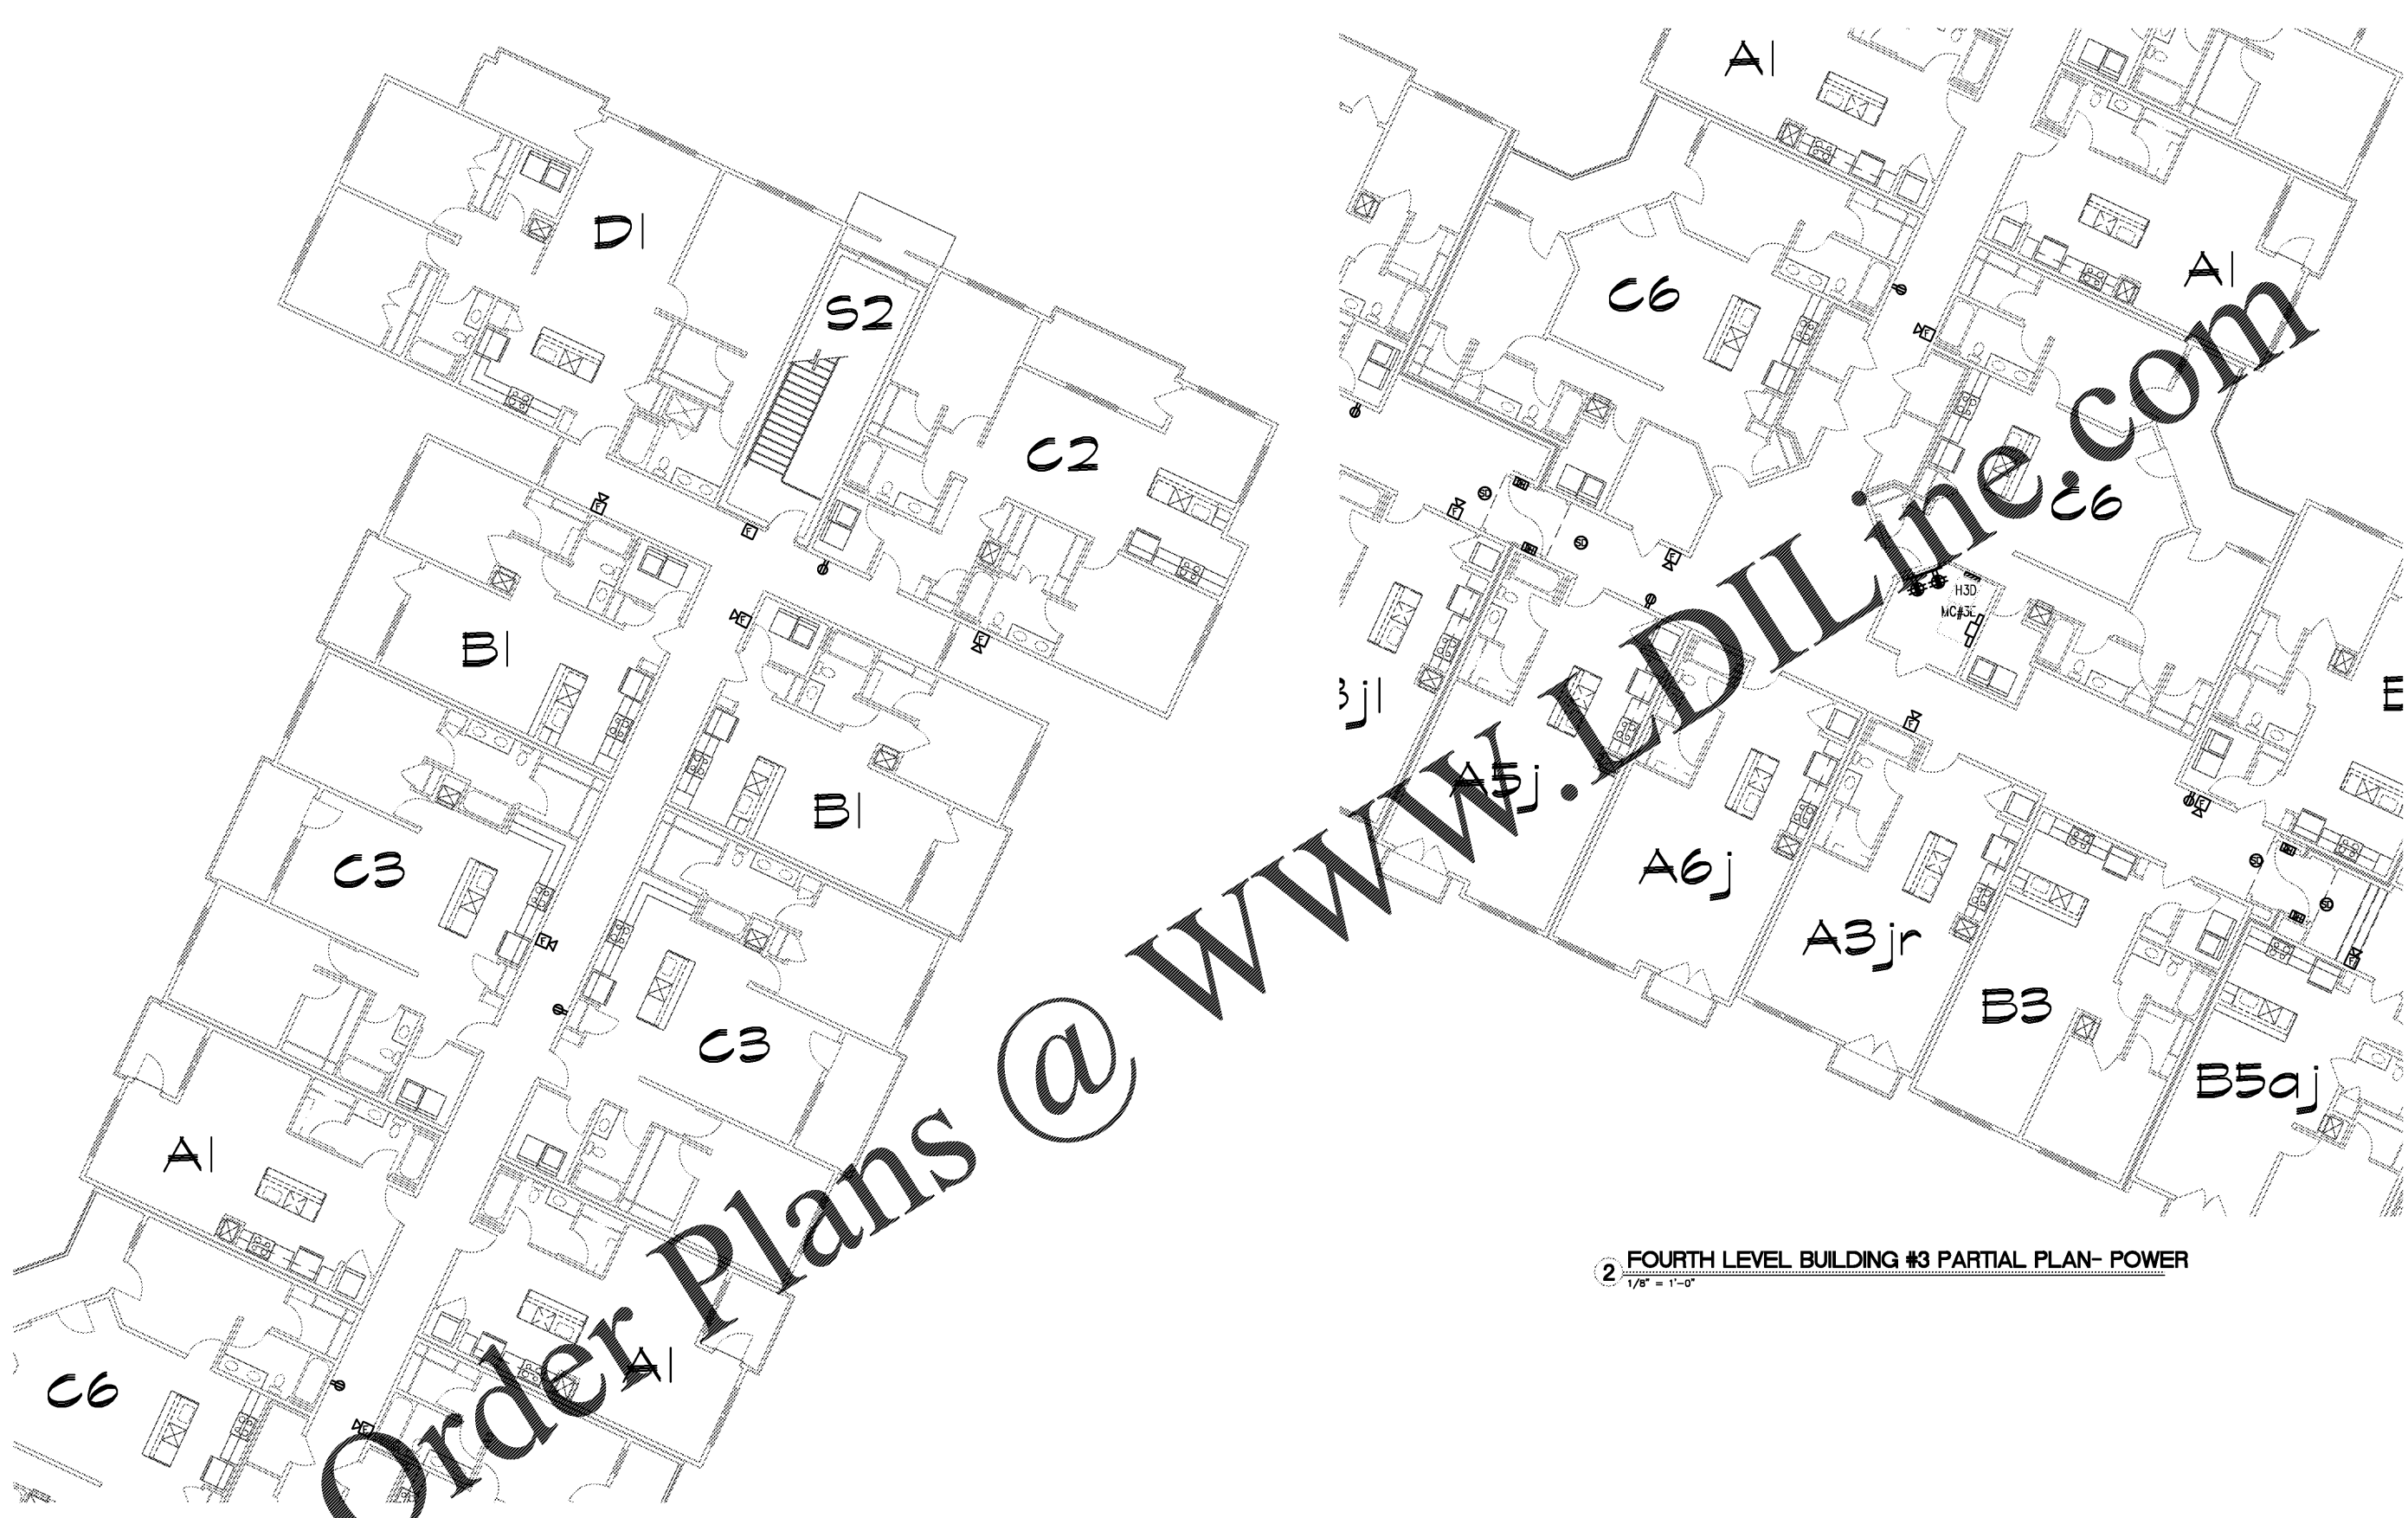 A1
D1
A1
S2
C6
C2
C6
H3D
B1
3j1
A5j
B1
C3
A6j
A3jr
B3
C3
B5aj
A1
2 FOURTH LEVEL BUILDING #3 PARTIAL PLAN- POWER
1/8" = 1'-0"
A1
C6
Order Plans @ WWW.LDILine.com